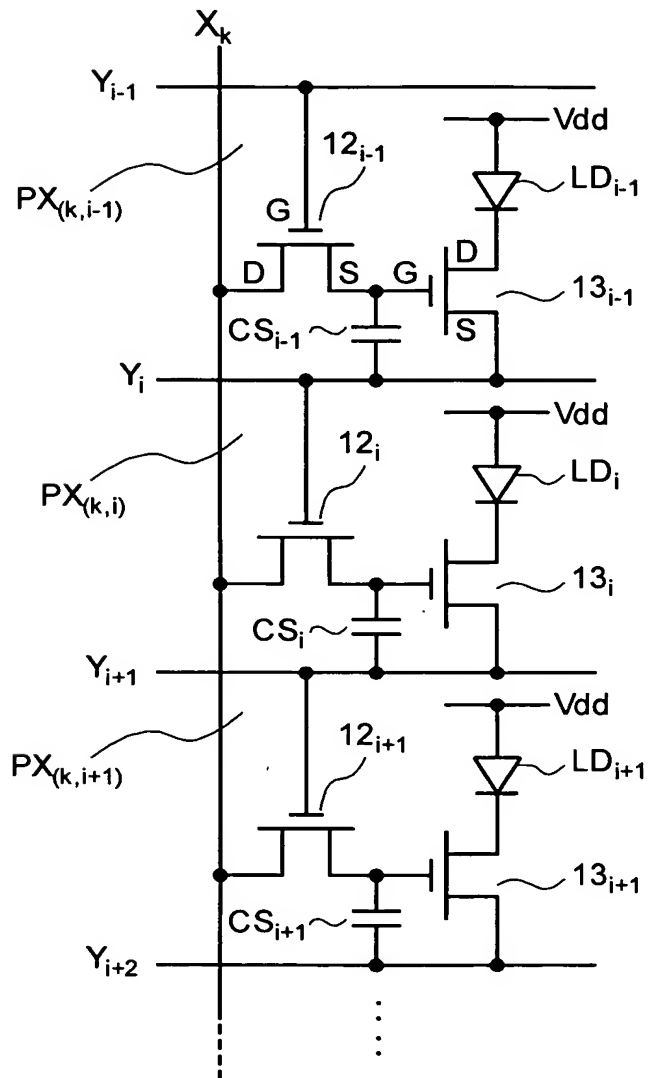 X_k
Y_{i-1}
Vdd
12_{i-1}
LD_{i-1}
PX_{(k,i-1)}
G
D S G D
13_{i-1}
CS_{i-1} S
Y_i
Vdd
12_i
LD_i
PX_{(k,i)}
13_i
CS_i
Y_{i+1}
Vdd
12_{i+1}
LD_{i+1}
PX_{(k,i+1)}
13_{i+1}
CS_{i+1}
Y_{i+2}